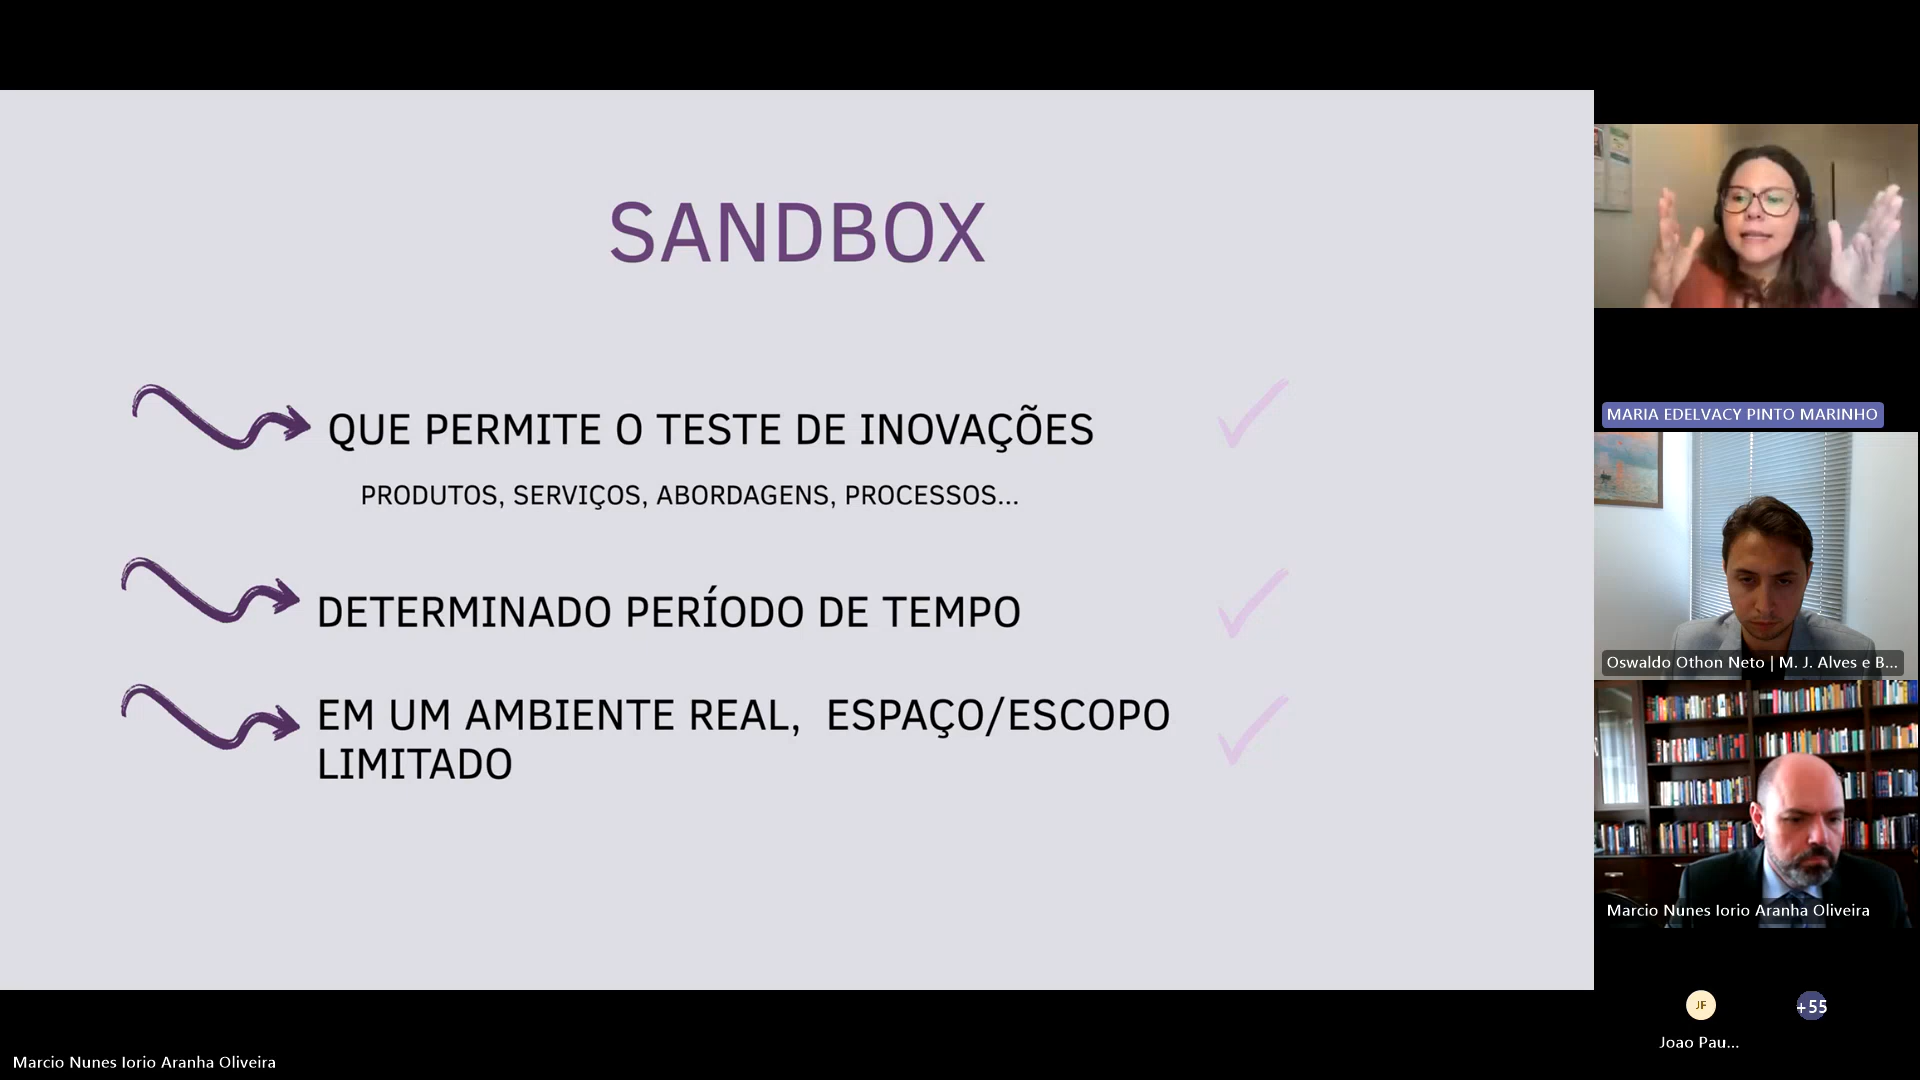 SANDBOX
QUE PERMITE O TESTE DE INOVAÇÕES
PRODUTOS, SERVIÇOS, ABORDAGENS, PROCESSOS...
DETERMINADO PERÍODO DE TEMPO
EM UM AMBIENTE REAL, ESPAÇO/ESCOPO
LIMITADO
MARIA EDELVACY PINTO MARINHO
Oswaldo Othon Neto | M. J. Alves e B...
Marcio Nunes Iorio Aranha Oliveira
JF
+55
Joao Pau...
Marcio Nunes Iorio Aranha Oliveira